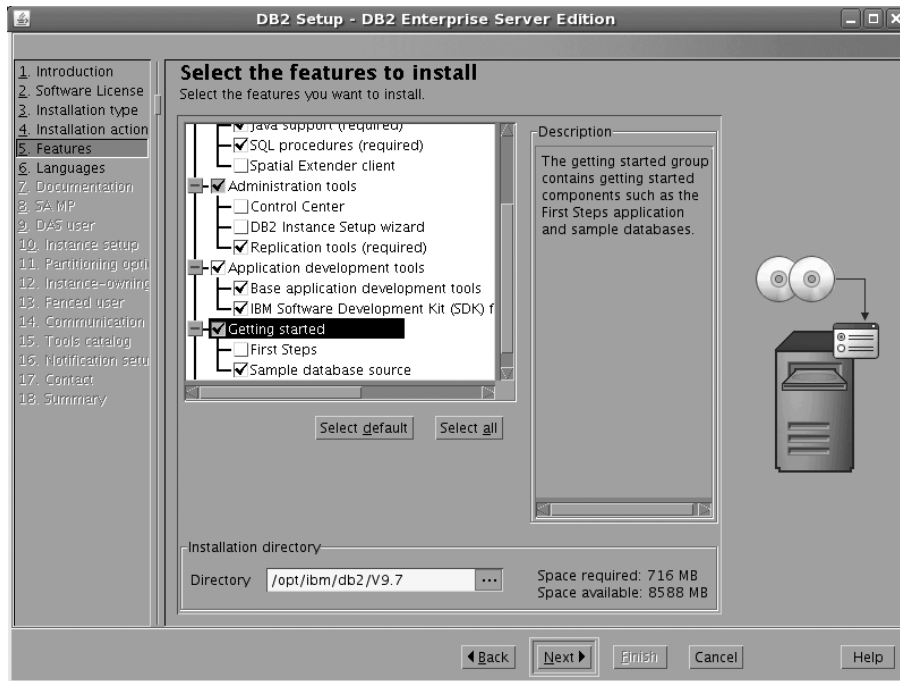 DB2 Setup - DB2 Enterprise Server Edition
1. Introduction
2. Software License
3. Installation type
4. Installation action
5. Features
6. Languages
7. Documentation
8. SA MP
9. DAS user
10. Instance setup
11. Partitioning opti
12. Instance-owning
13. Fenced user
14. Communication
15. Tools catalog
16. Notification setu
17. Contact
18. Summary
Select the features to install
Select the features you want to install.
Java support (required)
SQL procedures (required)
Spatial Extender client
Administration tools
Control Center
DB2 Instance Setup wizard
Replication tools (required)
Application development tools
Base application development tools
IBM Software Development Kit (SDK) f
Getting started
First Steps
Sample database source
Select default
Select all
Description
The getting started group
contains getting started
components such as the
First Steps application
and sample databases.
Installation directory
Directory
/opt/ibm/db2/V9.7
...
Space required: 716 MB
Space available: 8588 MB
Back
Next
Finish
Cancel
Help